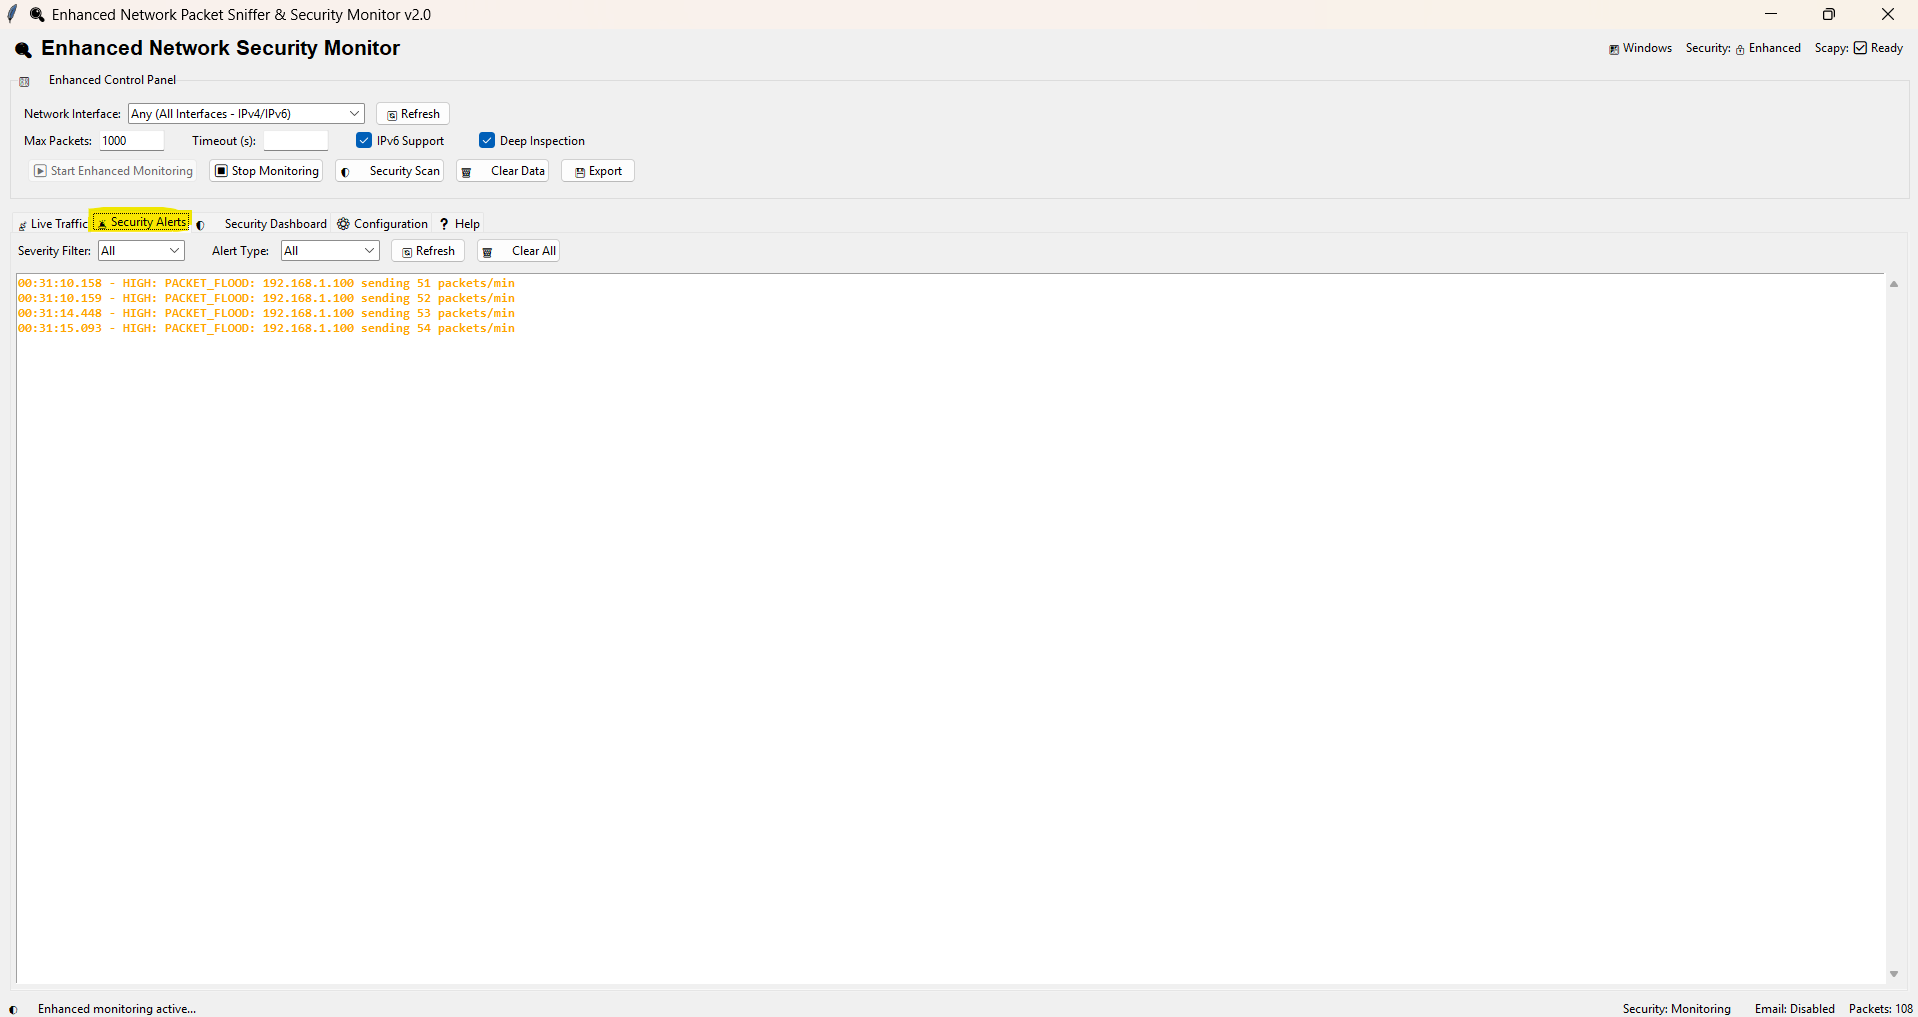 Enhanced Network Packet Sniffer & Security Monitor v2.0
Enhanced Network Security Monitor
Windows Security: Enhanced Scapy: Ready
Enhanced Control Panel
Network Interface: Any (All Interfaces - IPv4/IPv6) Refresh
Max Packets: 1000 Timeout (s): IPv6 Support Deep Inspection
Start Enhanced Monitoring Stop Monitoring Security Scan Clear Data Export
Live Traffic Security Alerts Security Dashboard Configuration ? Help
Severity Filter: All Alert Type: All Refresh Clear All
00:31:10.158 - HIGH: PACKET_FLOOD: 192.168.1.100 sending 51 packets/min
00:31:10.159 - HIGH: PACKET_FLOOD: 192.168.1.100 sending 52 packets/min
00:31:14.448 - HIGH: PACKET_FLOOD: 192.168.1.100 sending 53 packets/min
00:31:15.093 - HIGH: PACKET_FLOOD: 192.168.1.100 sending 54 packets/min
Enhanced monitoring active... Security: Monitoring Email: Disabled Packets: 108